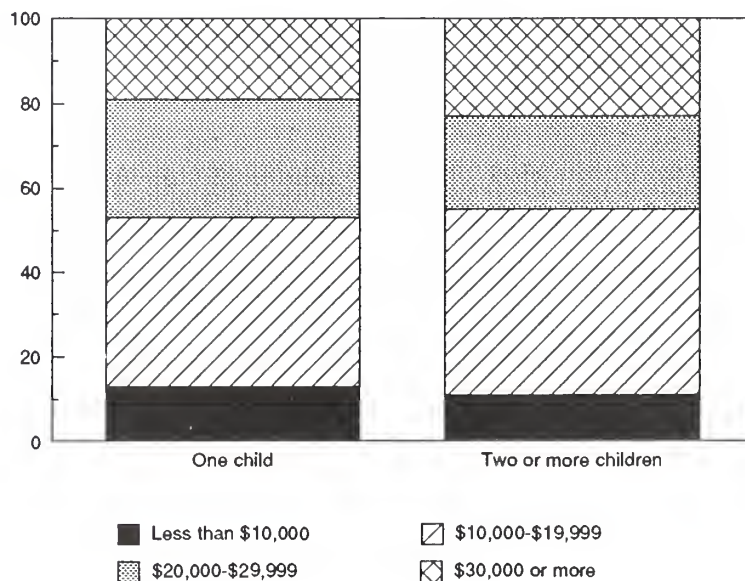 100
80
60
40
20
0
One child
Two or more children
Less than $10,000
$10,000-$19,999
$20,000-$29,999
$30,000 or more